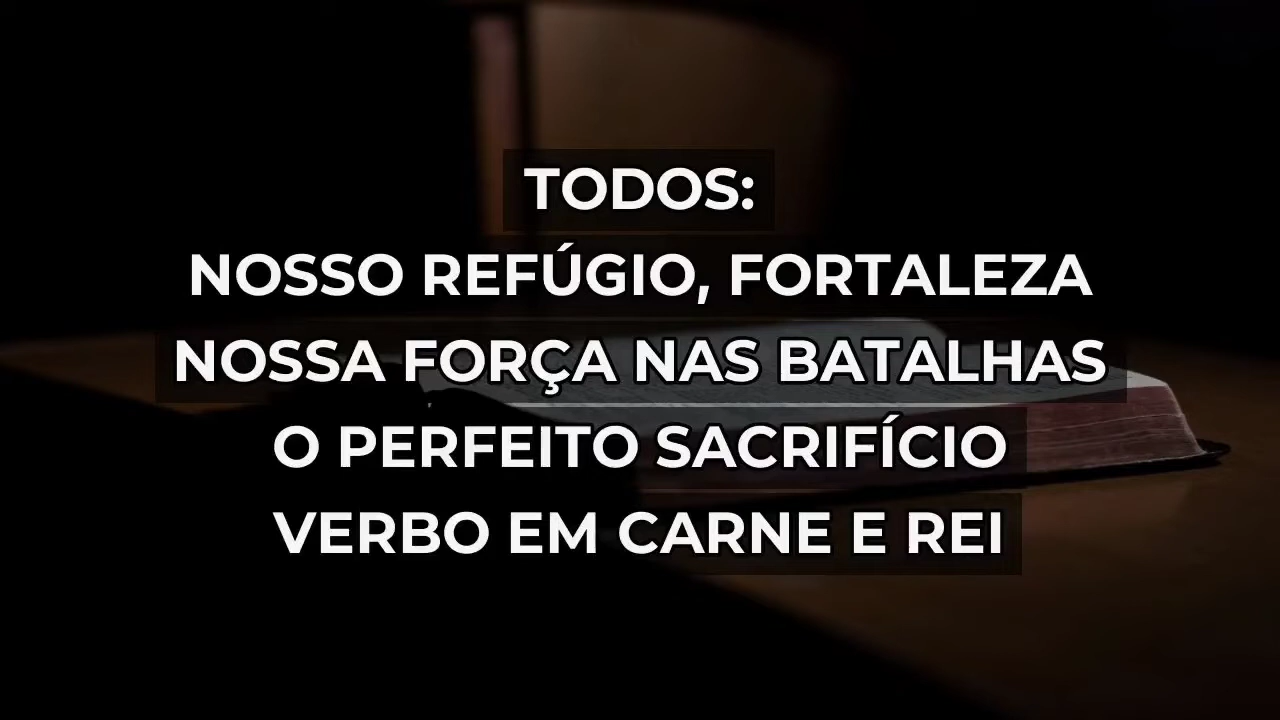 TODOS:
NOSSO REFÚGIO, FORTALEZA
NOSSA FORÇA NAS BATALHAS
O PERFEITO SACRIFÍCIO
VERBO EM CARNE E REI